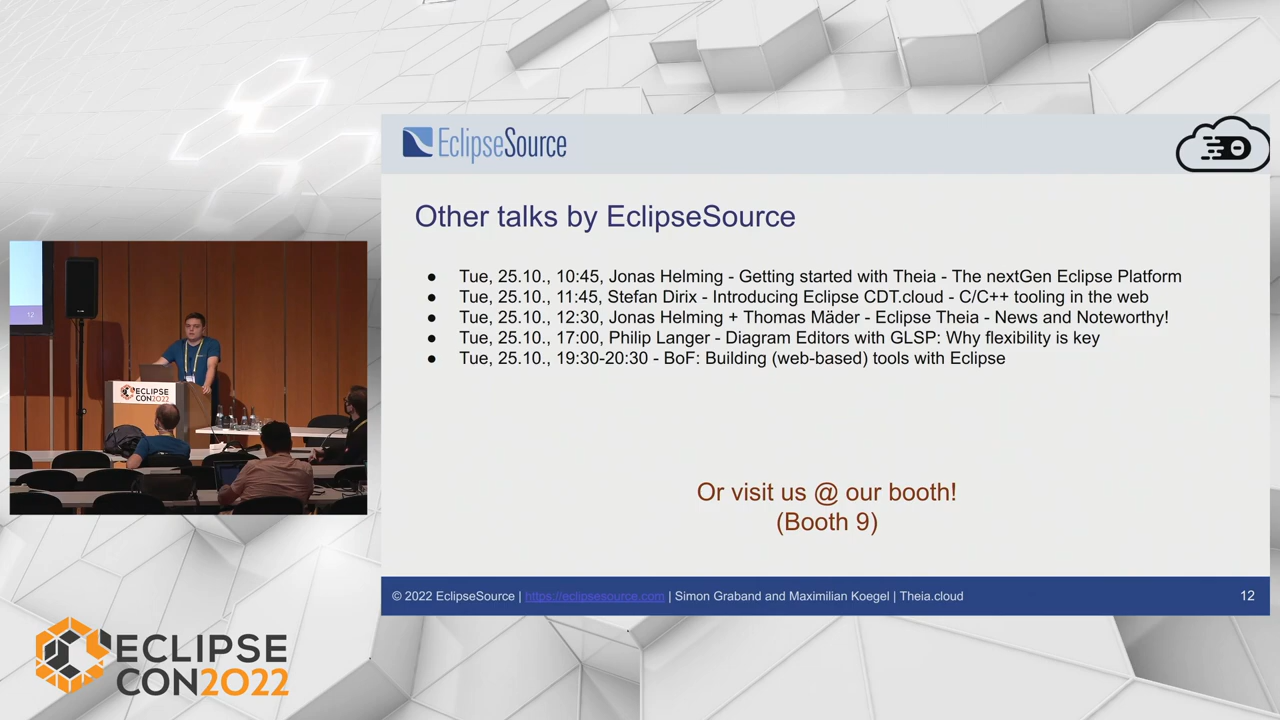 EclipseSource
Other talks by EclipseSource
● Tue, 25.10., 10:45, Jonas Helming - Getting started with Theia - The nextGen Eclipse Platform
● Tue, 25.10., 11:45, Stefan Dirix - Introducing Eclipse CDT.cloud - C/C++ tooling in the web
● Tue, 25.10., 12:30, Jonas Helming + Thomas Mäder - Eclipse Theia - News and Noteworthy!
● Tue, 25.10., 17:00, Philip Langer - Diagram Editors with GLSP: Why flexibility is key
● Tue, 25.10., 19:30-20:30 - BoF: Building (web-based) tools with Eclipse
Or visit us @ our booth!
(Booth 9)
© 2022 EclipseSource | https://eclipsesource.com | Simon Graband and Maximilian Koegel | Theia.cloud
12
12
ECLIPSE
CON2022
ECLIPSE
CON2022